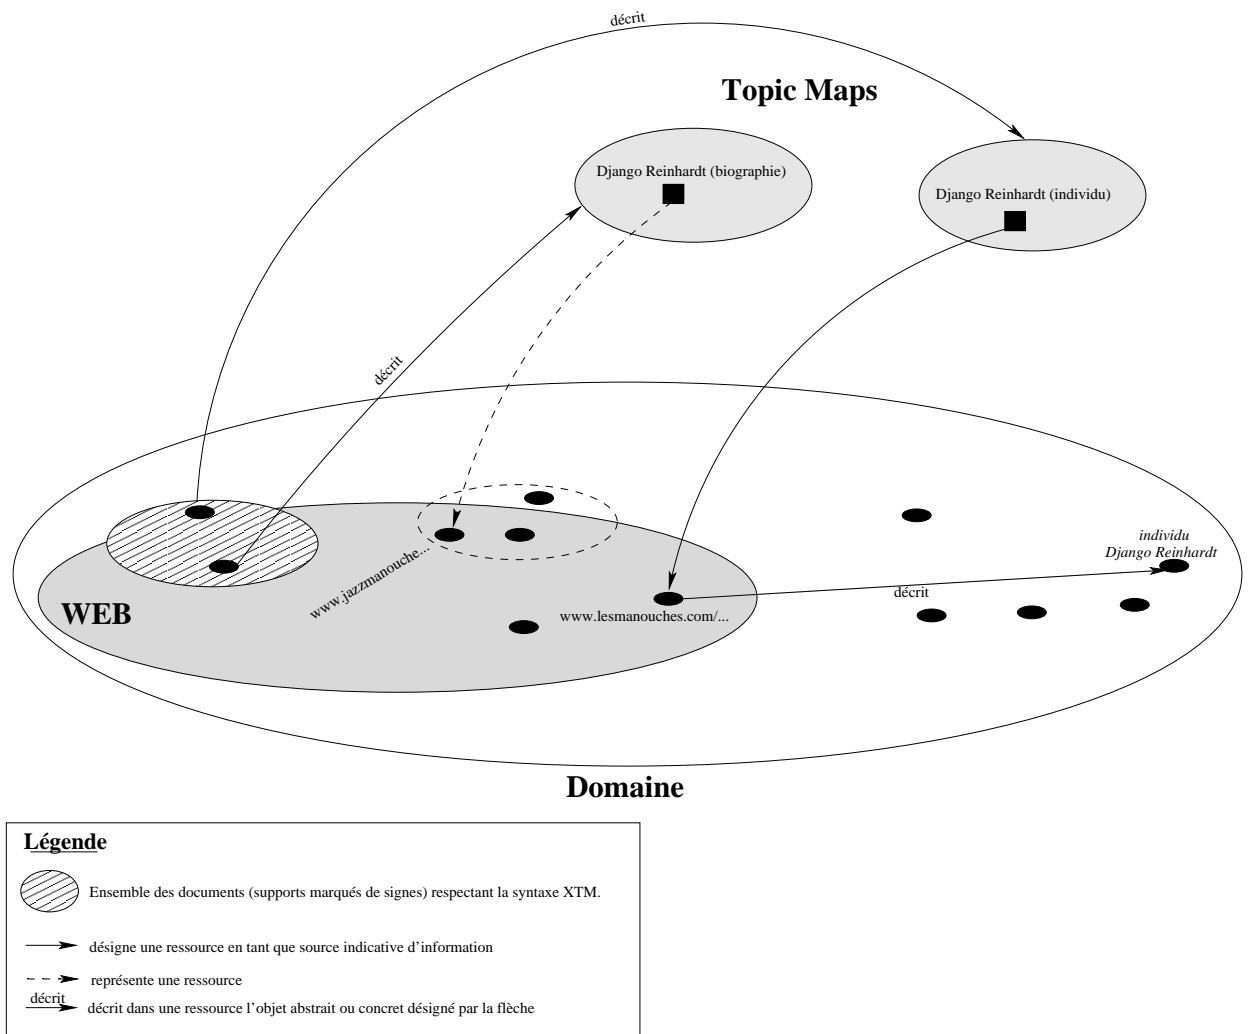 décrit
Topic Maps
Django Reinhardt (biographie)
Django Reinhardt (individu)
décrit
individu
Django Reinhardt
www.jazzmanouche...
décrit
WEB
www.lesmanouches.com/...
Domaine
Légende
Ensemble des documents (supports marqués de signes) respectant la syntaxe XTM.
désigne une ressource en tant que source indicative d'information
représente une ressource
décrit
décrit dans une ressource l'objet abstrait ou concret désigné par la flèche